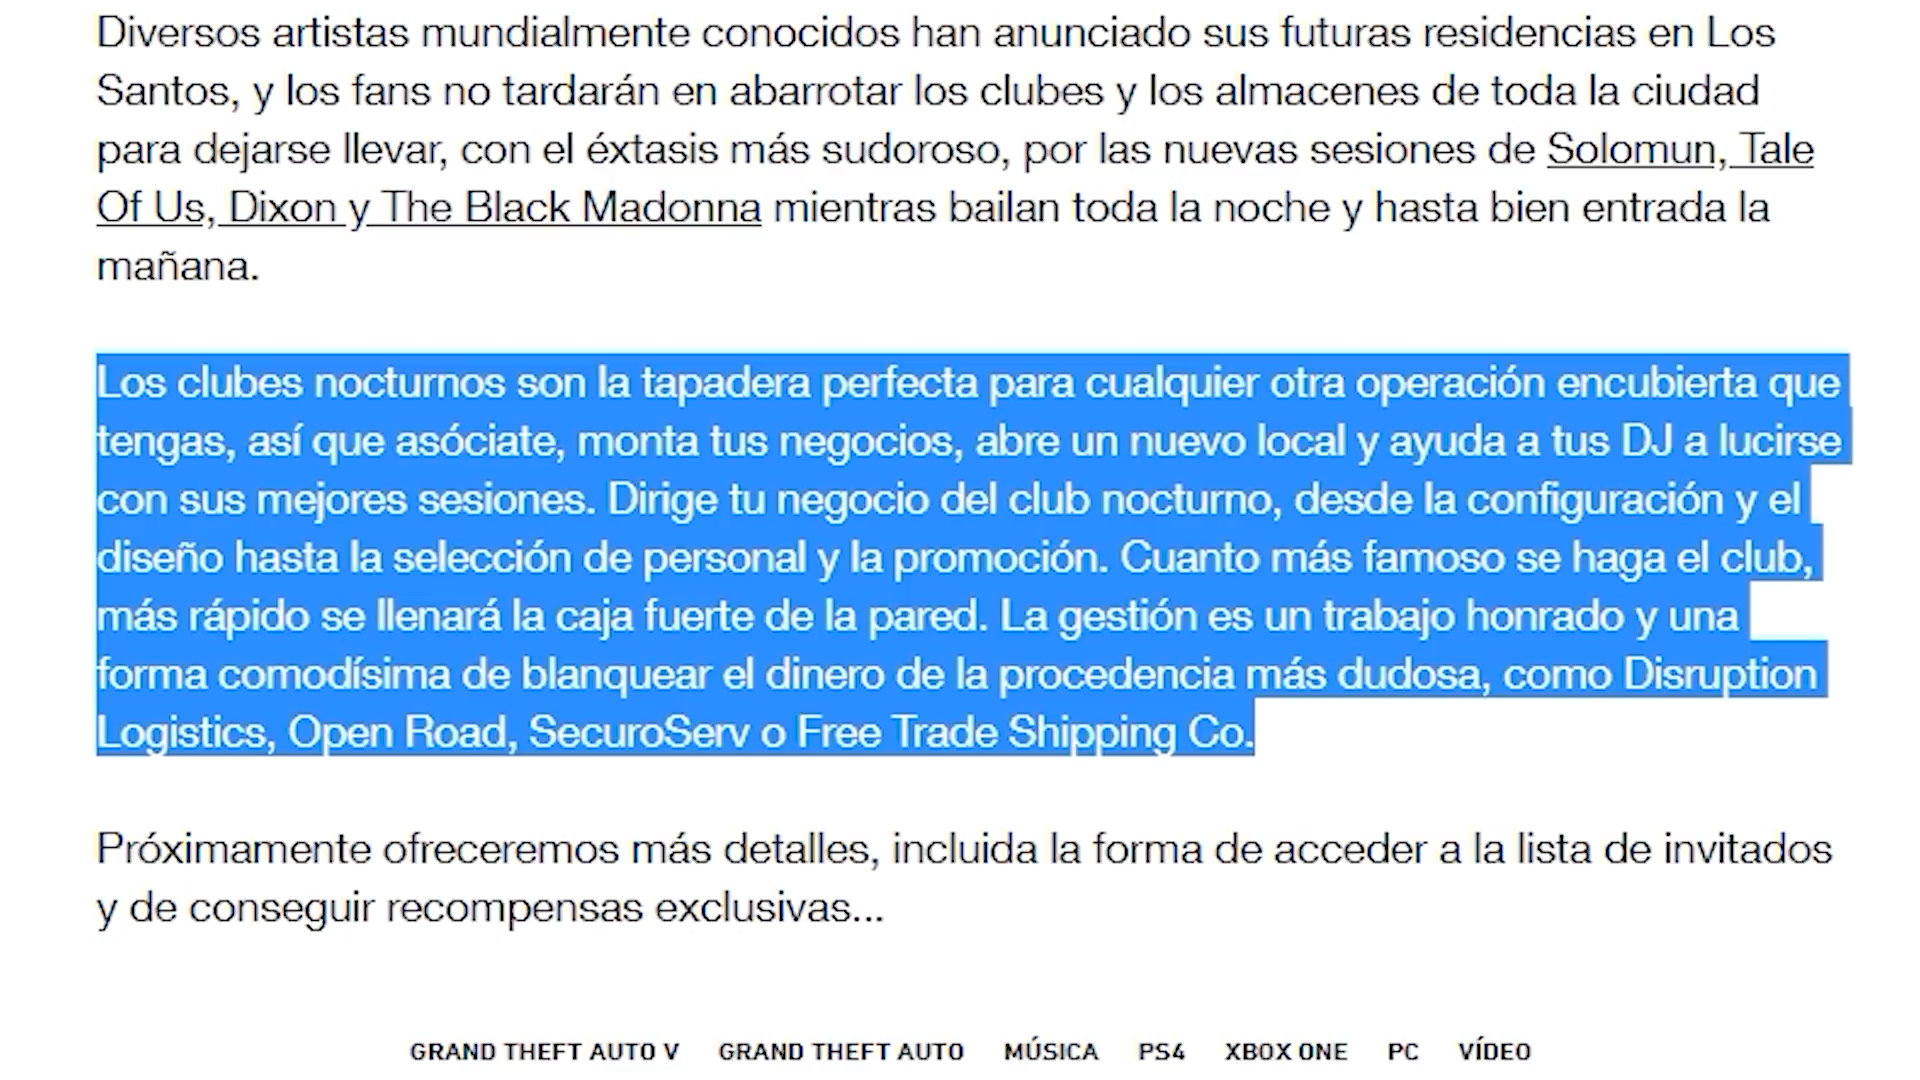 Diversos artistas mundialmente conocidos han anunciado sus futuras residencias en Los
Santos, y los fans no tardarán en abarrotar los clubes y los almacenes de toda la ciudad
para dejarse llevar, con el éxtasis más sudoroso, por las nuevas sesiones de Solomun, Tale
Of Us, Dixon y The Black Madonna mientras bailan toda la noche y hasta bien entrada la
mañana.
Los clubes nocturnos son la tapadera perfecta para cualquier otra operación encubierta que
tengas, así que asóciate, monta tus negocios, abre un nuevo local y ayuda a tus DJ a lucirse
con sus mejores sesiones. Dirige tu negocio del club nocturno, desde la configuración y el
diseño hasta la selección de personal y la promoción. Cuanto más famoso se haga el club,
más rápido se llenará la caja fuerte de la pared. La gestión es un trabajo honrado y una
forma comodísima de blanquear el dinero de la procedencia más dudosa, como Disruption
Logistics, Open Road, SecuroServ o Free Trade Shipping Co.
Próximamente ofreceremos más detalles, incluida la forma de acceder a la lista de invitados
y de conseguir recompensas exclusivas...
GRAND THEFT AUTO V GRAND THEFT AUTO MÚSICA PS4 XBOX ONE PC VÍDEO